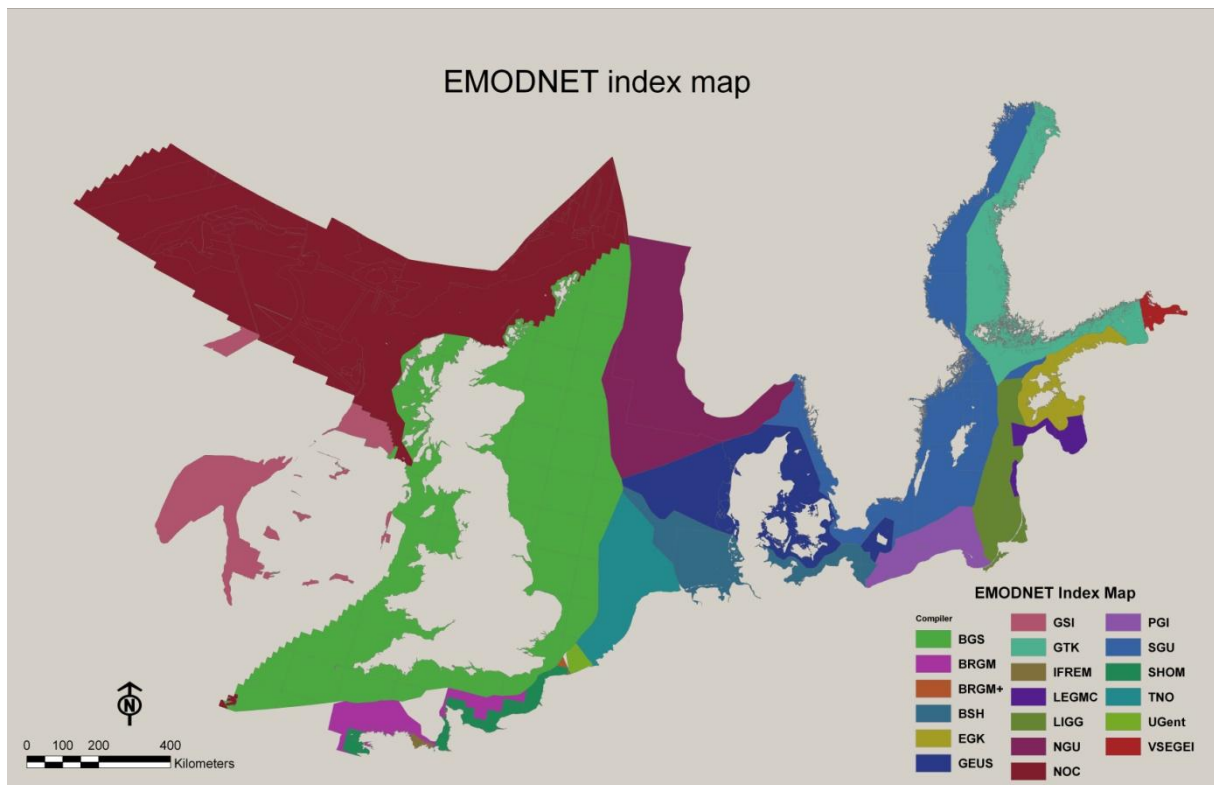 EMODNET index map
N
0 100 200 400
Kilometers
EMODNET Index Map
Compiler
BGS
BRGM
BRGM+
BSH
EGK
GEUS
GSI
GTK
IFREM
LEGMC
LIGG
NGU
NOC
PGI
SGU
SHOM
TNO
UGent
VSEGEI